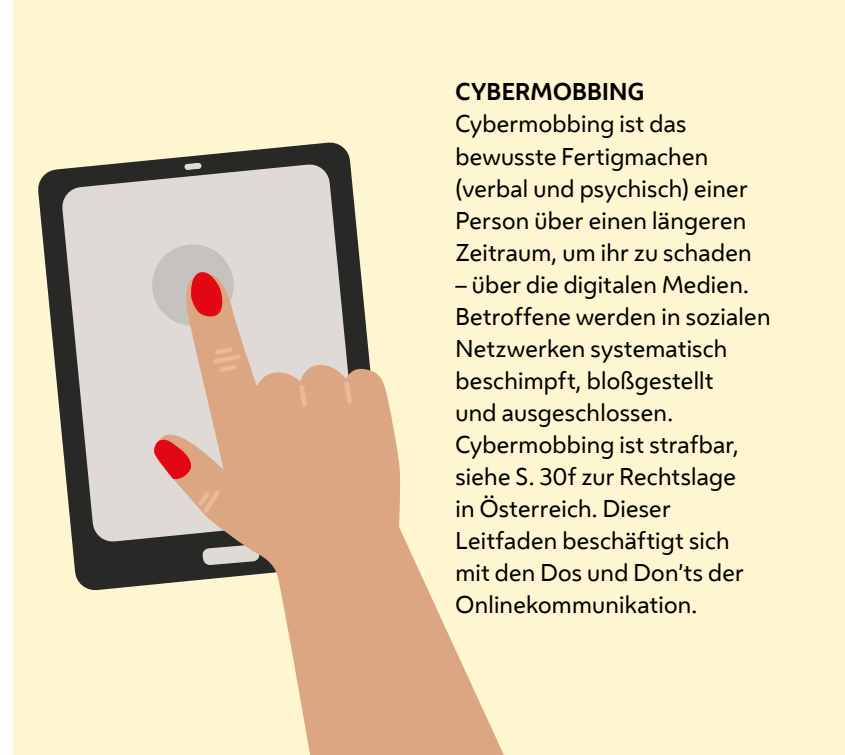 CYBERMOBBING
Cybermobbing ist das
bewusste Fertigmachen
(verbal und psychisch) einer
Person über einen längeren
Zeitraum, um ihr zu schaden
– über die digitalen Medien.
Betroffene werden in sozialen
Netzwerken systematisch
beschimpft, bloßgestellt
und ausgeschlossen.
Cybermobbing ist strafbar,
siehe S. 30f zur Rechtslage
in Österreich. Dieser
Leitfaden beschäftigt sich
mit den Dos und Don'ts der
Onlinekommunikation.